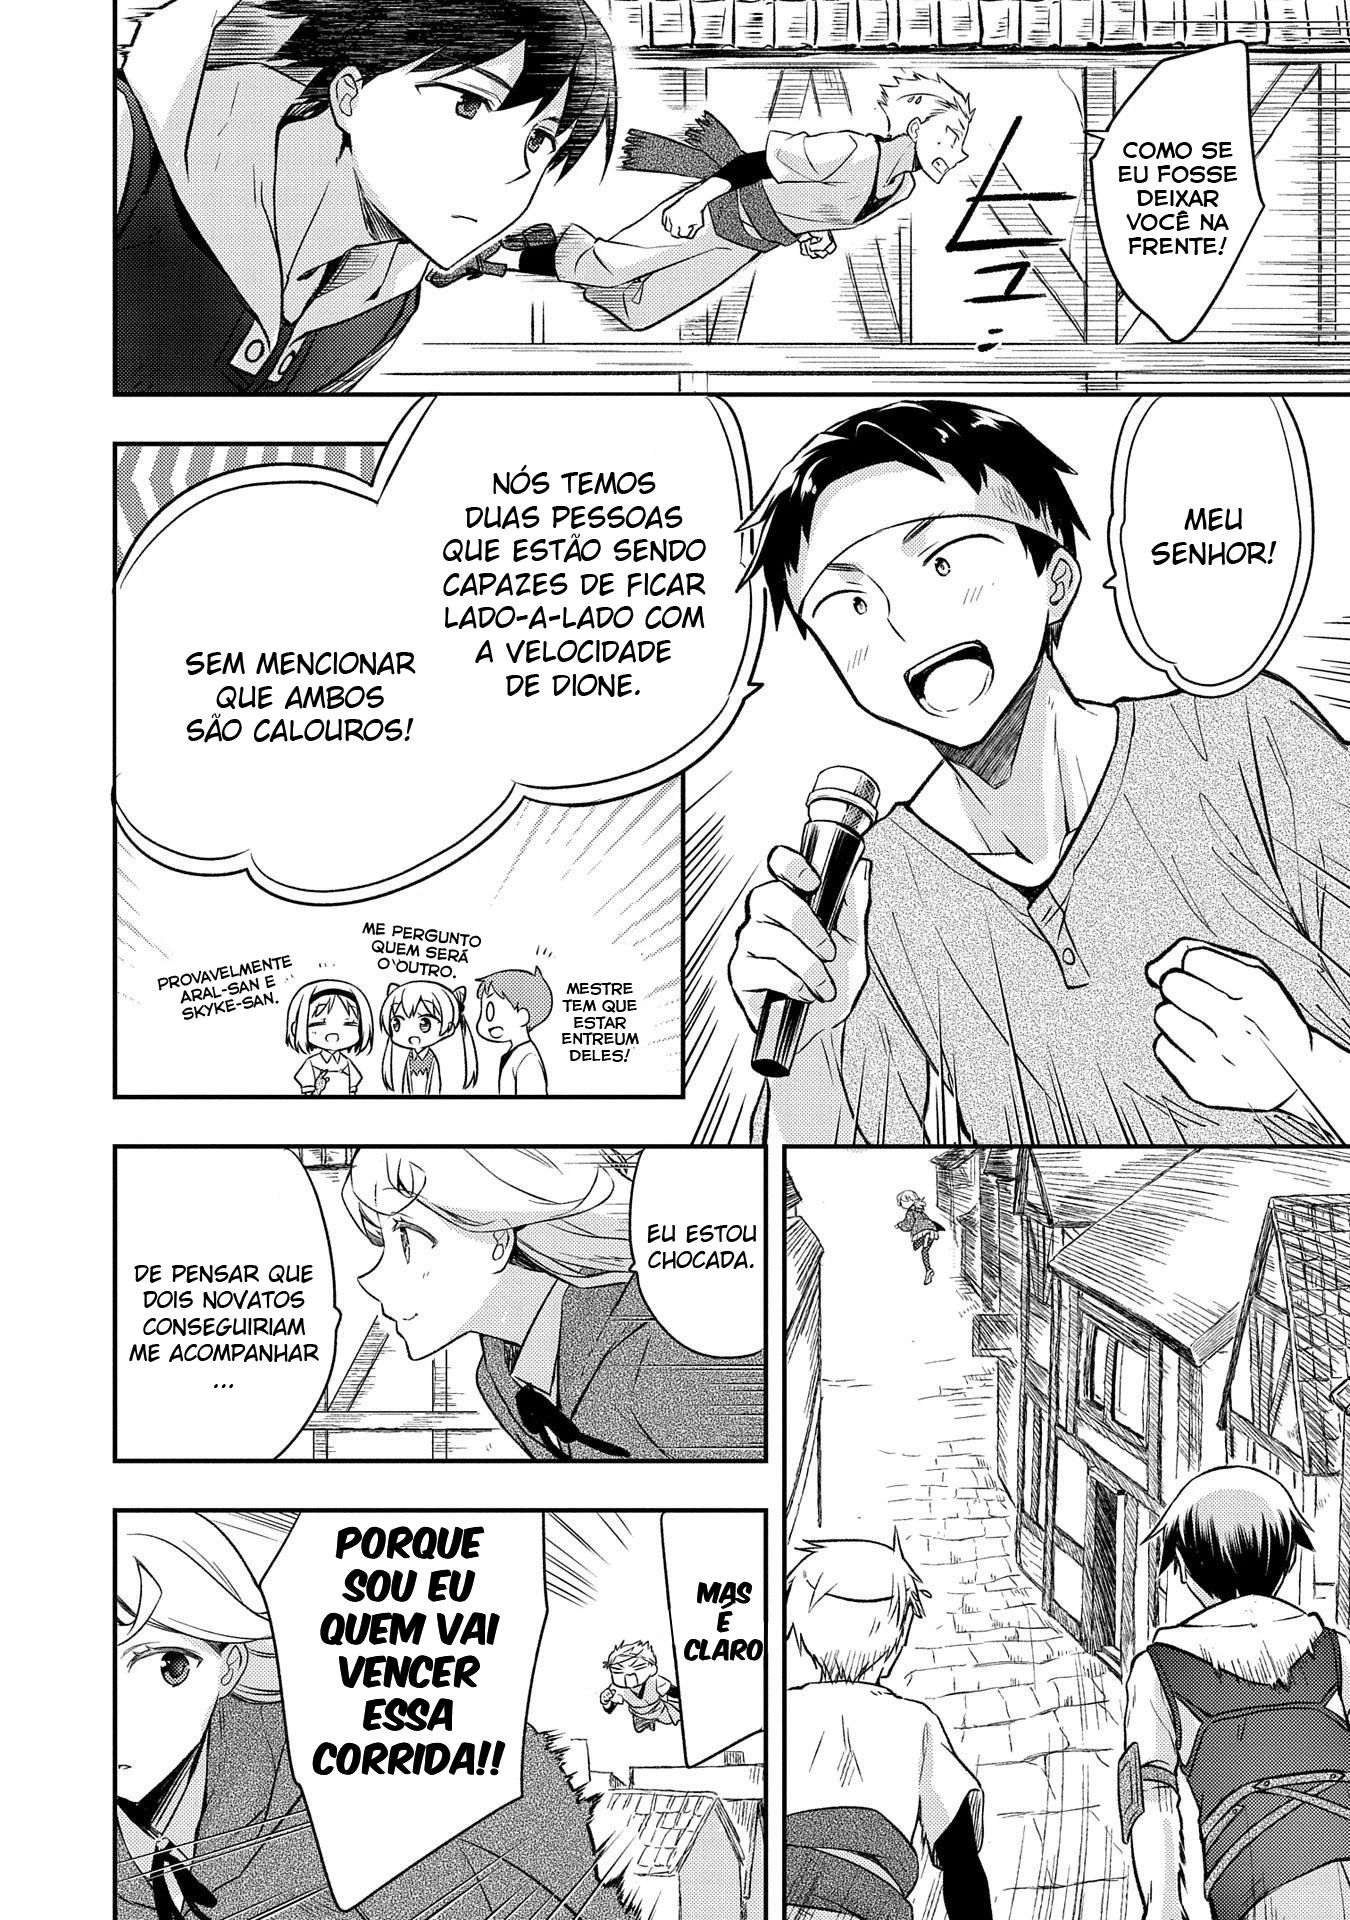 COMO SE
EU FOSSE
DEIXAR
VOCÊ NA
FRENTE!
ムスッ
MEU
SENHOR!
NÓS TEMOS
DUAS PESSOAS
QUE ESTÃO SENDO
CAPAZES DE FICAR
LADO-A-LADO COM
A VELOCIDADE
DE DIONE.
SEM MENCIONAR
QUE AMBOS
SÃO CALOUROS!
MESTRE
TEM QUE
ESTAR
ENTREUM
DELES!
ME PERGUNTO
QUEM SERÁ
O OUTRO.
PROVAVELMENTE
ARAL-SAN E
SKYKE-SAN.
EU ESTOU
CHOCADA.
DE PENSAR QUE
DOIS NOVATOS
CONSEGUIRIAM
ME ACOMPANHAR
...
MAS
É
CLARO
PORQUE
SOU EU
QUEM VAI
VENCER
ESSA
CORRIDA!!